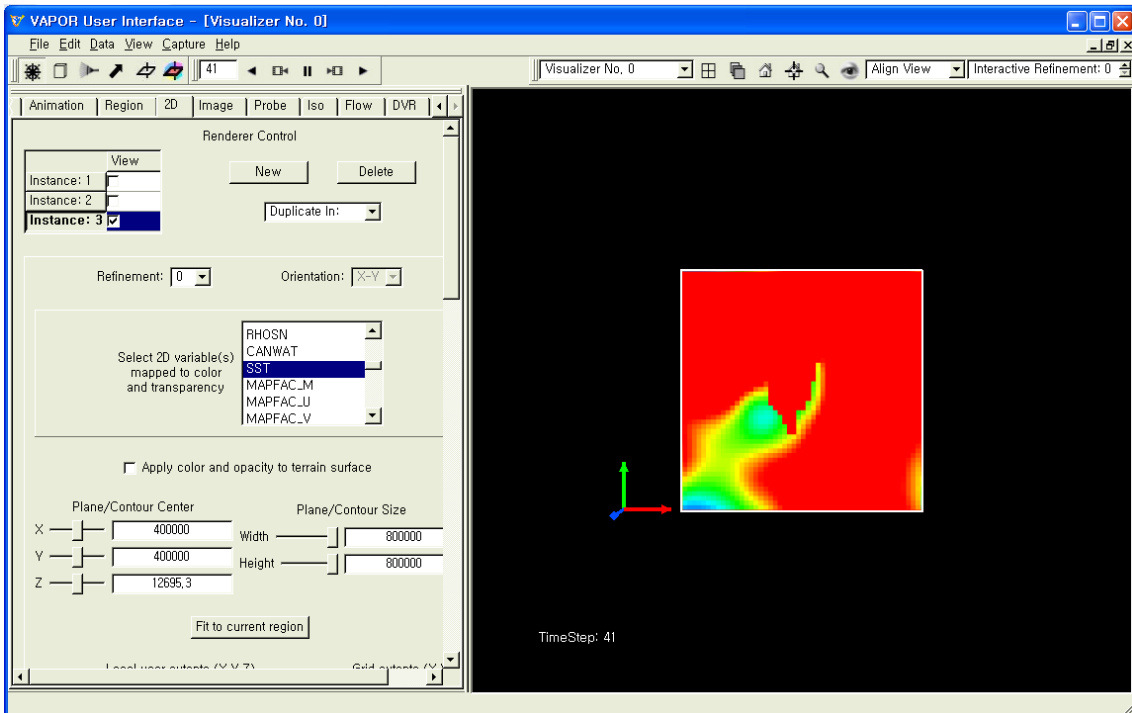 VAPOR User Interface - [Visualizer No. 0]
File Edit Data View Capture Help
41 Visualizer No. 0 Align View Interactive Refinement: 0
Animation Region 2D Image Probe Iso Flow DVR
Renderer Control
View
Instance: 1
Instance: 2
Instance: 3
New Delete
Duplicate In:
Refinement: 0 Orientation: X-Y
Select 2D variable(s)
mapped to color
and transparency
RHOSN
CANWAT
SST
MAPFAC_M
MAPFAC_U
MAPFAC_V
Apply color and opacity to terrain surface
Plane/Contour Center Plane/Contour Size
X 400000 Width 800000
Y 400000 Height 800000
Z 12695,3
Fit to current region
TimeStep: 41